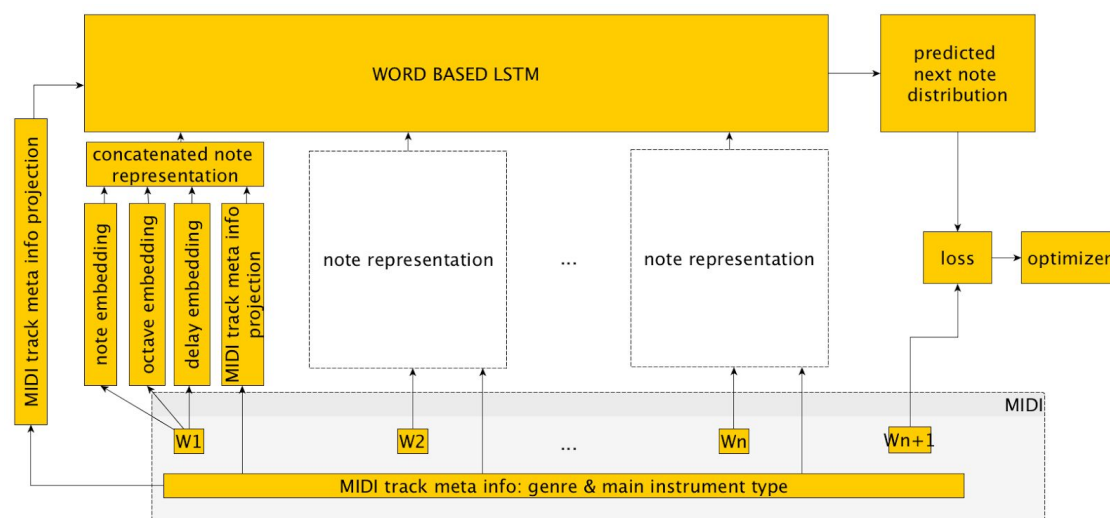 WORD BASED LSTM
predicted
next note
distribution
MIDI track meta info projection
concatenated note
representation
note embedding
octave embedding
delay embedding
MIDI track meta info
projection
note representation
...
note representation
loss
optimizer
MIDI
W1
W2
...
Wn
Wn+1
MIDI track meta info: genre & main instrument type